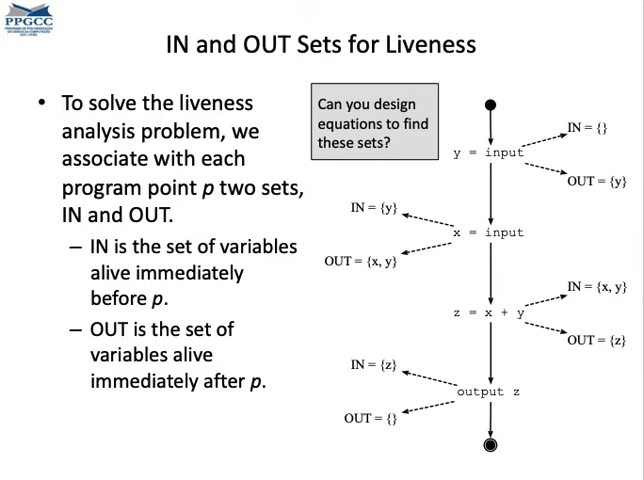 PPGCC
IN and OUT Sets for Liveness
• To solve the liveness
analysis problem, we
associate with each
program point p two sets,
IN and OUT.
– IN is the set of variables
alive immediately
before p.
– OUT is the set of
variables alive
immediately after p.
Can you design
equations to find
these sets?
IN = {}
y = input
OUT = {y}
IN = {y}
x = input
OUT = {x, y}
IN = {x, y}
z = x + y
OUT = {z}
IN = {z}
output z
OUT = {}